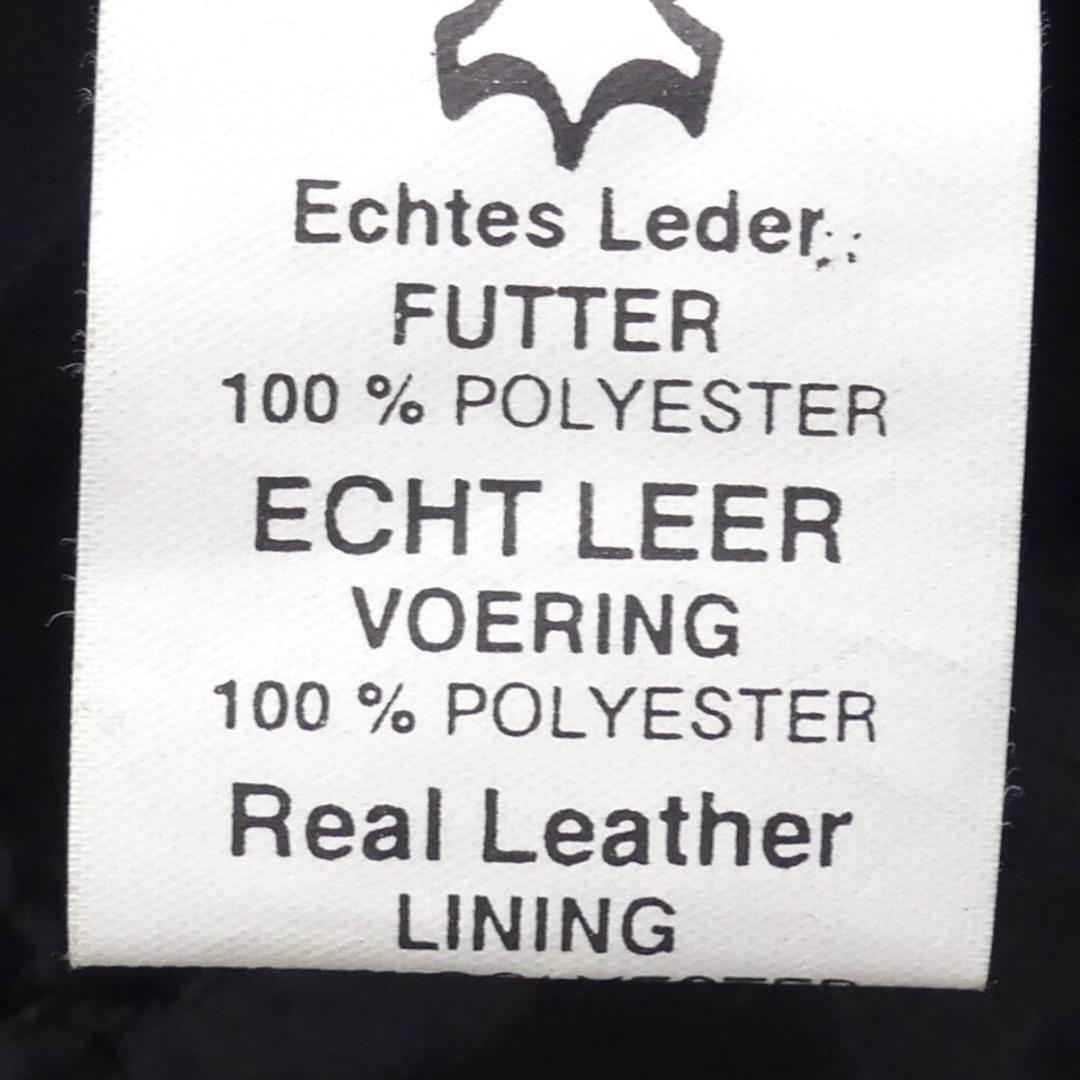 Echtes Leder
FUTTER
100 % POLYESTER
ECHT LEER
VOERING
100 % POLYESTER
Real Leather
LINING